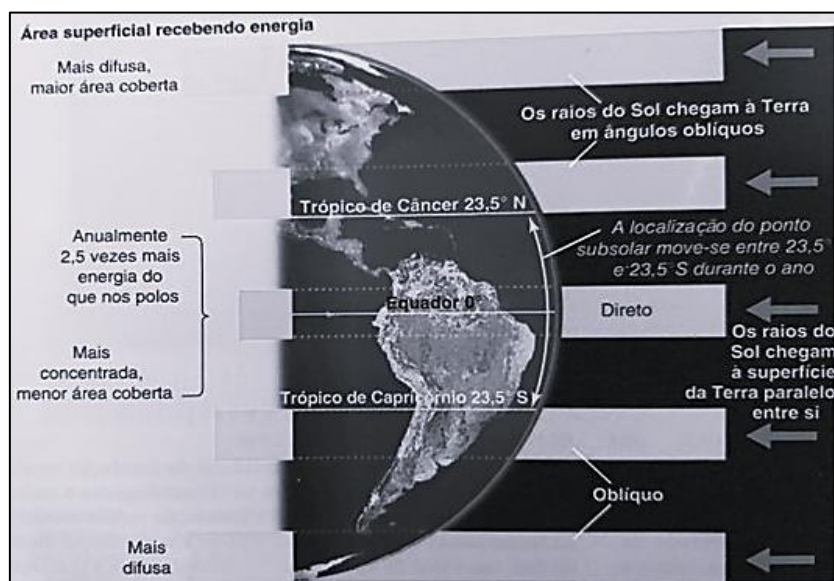 Área superficial recebendo energia
Mais difusa,
maior área coberta
Os raios do Sol chegam à Terra
em ângulos oblíquos
Trópico de Câncer 23,5° N
A localização do ponto
subsolar move-se entre 23,5
e 23,5° S durante o ano
Anualmente
2,5 vezes mais
energia do
que nos polos
Equador 0°
Direto
Mais
concentrada,
menor área coberta
Os raios do
Sol chegam
à superfície
da Terra paralelo
entre si
Trópico de Capricórnio 23,5° S
Oblíquo
Mais
difusa